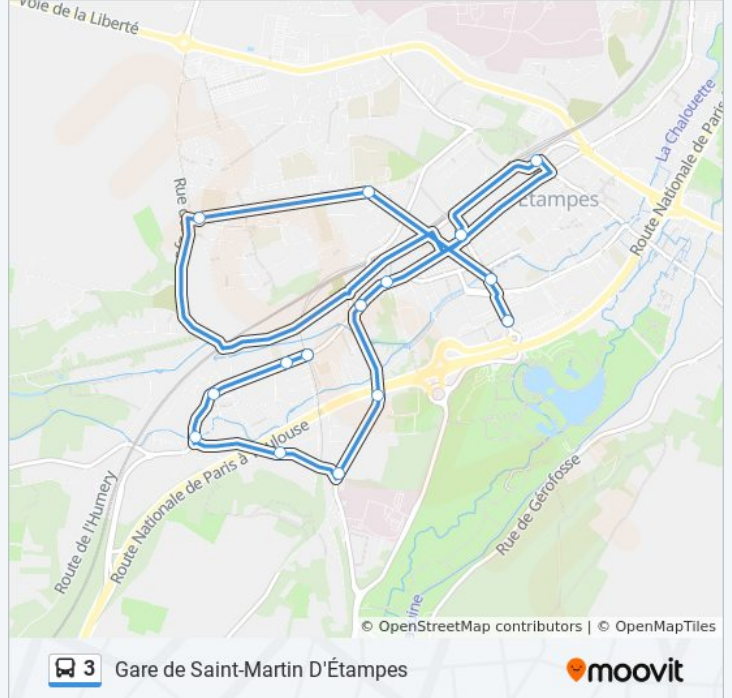 Voie de la Liberté
La Chalouette
Route Nationale de Paris
Étampes
Rue
Route Nationale de Paris à Toulouse
Route de l'Humery
Rue de Gérofosse
© OpenStreetMap contributors | © OpenMapTiles
3 Gare de Saint-Martin D'Étampes
moovit